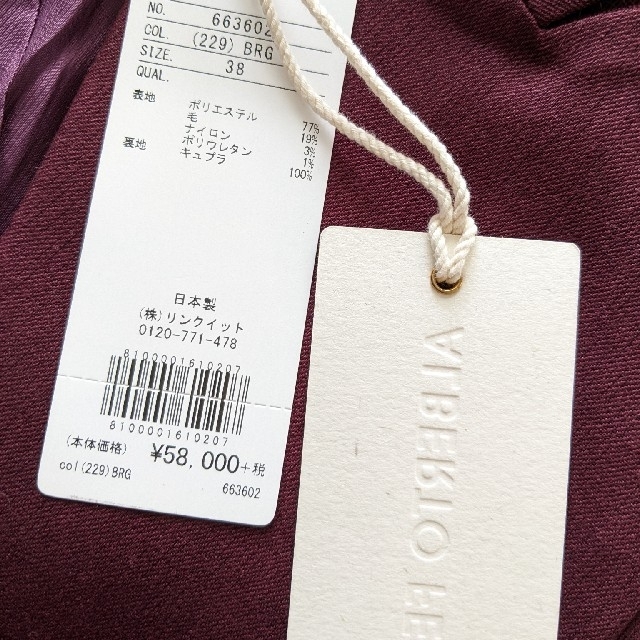 NO. 663602
COL. (229) BRG
SIZE. 38
QUAL.
表地 ポリエステル 77%
毛 19%
ナイロン 3%
ポリウレタン 1%
裏地 キュプラ 100%
日本製
(株)リンクイット
0120-771-478
8100001610207
8100001610207
(本体価格) ¥58,000+税
col(229)BRG 663602